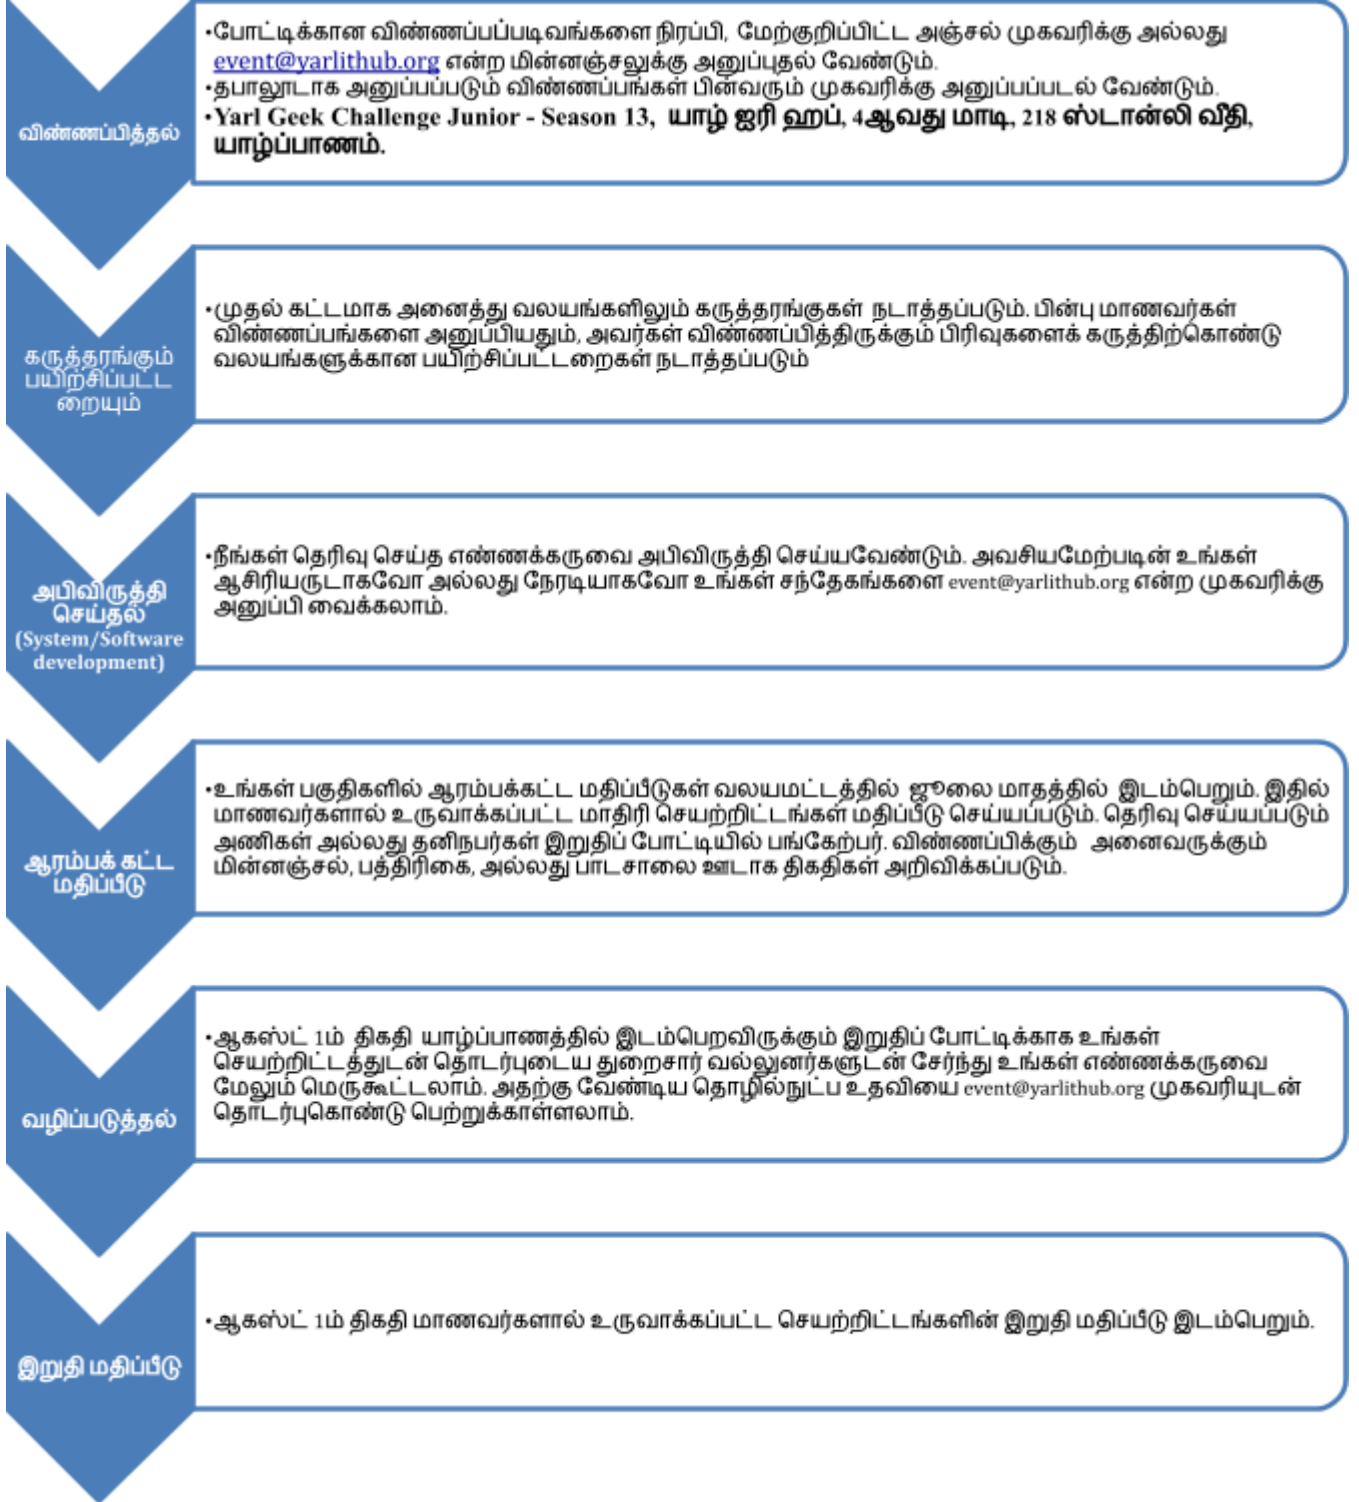 விண்ணப்பித்தல்
•போட்டிக்கான விண்ணப்பப்படிவங்களை நிரப்பி, மேற்குறிப்பிட்ட அஞ்சல் முகவரிக்கு அல்லது
event@yarlithub.org என்ற மின்னஞ்சலுக்கு அனுப்புதல் வேண்டும்.
•தபாலூடாக அனுப்பப்படும் விண்ணப்பங்கள் பின்வரும் முகவரிக்கு அனுப்பப்படல் வேண்டும்.
•Yarl Geek Challenge Junior - Season 13, யாழ் ஐரி ஹப், 4ஆவது மாடி, 218 ஸ்டான்லி வீதி,
யாழ்ப்பாணம்.
கருத்தரங்கும்
பயிற்சிப்பட்ட
றையும்
•முதல் கட்டமாக அனைத்து வலயங்களிலும் கருத்தரங்குகள் நடாத்தப்படும். பின்பு மாணவர்கள்
விண்ணப்பங்களை அனுப்பியதும், அவர்கள் விண்ணப்பித்திருக்கும் பிரிவுகளைக் கருத்திற்கொண்டு
வலயங்களுக்கான பயிற்சிப்பட்டறைகள் நடாத்தப்படும்
அபிவிருத்தி
செய்தல்
(System/Software
development)
•நீங்கள் தெரிவு செய்த எண்ணக்கருவை அபிவிருத்தி செய்யவேண்டும். அவசியமேற்படின் உங்கள்
ஆசிரியருடாகவோ அல்லது நேரடியாகவோ உங்கள் சந்தேகங்களை event@yarlithub.org என்ற முகவரிக்கு
அனுப்பி வைக்கலாம்.
ஆரம்பக் கட்ட
மதிப்பீடு
•உங்கள் பகுதிகளில் ஆரம்பக்கட்ட மதிப்பீடுகள் வலயமட்டத்தில் ஜூலை மாதத்தில் இடம்பெறும். இதில்
மாணவர்களால் உருவாக்கப்பட்ட மாதிரி செயற்றிட்டங்கள் மதிப்பீடு செய்யப்படும். தெரிவு செய்யப்படும்
அணிகள் அல்லது தனிநபர்கள் இறுதிப் போட்டியில் பங்கேற்பர். விண்ணப்பிக்கும் அனைவருக்கும்
மின்னஞ்சல், பத்திரிகை, அல்லது பாடசாலை ஊடாக திகதிகள் அறிவிக்கப்படும்.
வழிப்படுத்தல்
•ஆகஸ்ட் 1ம் திகதி யாழ்ப்பாணத்தில் இடம்பெறவிருக்கும் இறுதிப் போட்டிக்காக உங்கள்
செயற்றிட்டத்துடன் தொடர்புடைய துறைசார் வல்லுனர்களுடன் சேர்ந்து உங்கள் எண்ணக்கருவை
மேலும் மெருகூட்டலாம். அதற்கு வேண்டிய தொழில்நுட்ப உதவியை event@yarlithub.org முகவரியுடன்
தொடர்புகொண்டு பெற்றுக்காள்ளலாம்.
இறுதி மதிப்பீடு
•ஆகஸ்ட் 1ம் திகதி மாணவர்களால் உருவாக்கப்பட்ட செயற்றிட்டங்களின் இறுதி மதிப்பீடு இடம்பெறும்.